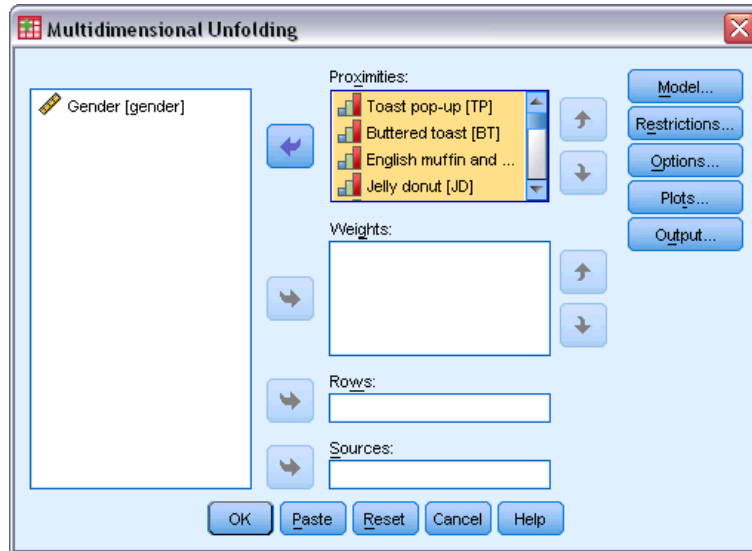 Multidimensional Unfolding
Gender [gender]
Proximities:
Toast pop-up [TP]
Buttered toast [BT]
English muffin and ...
Jelly donut [JD]
Weights:
Rows:
Sources:
Model...
Restrictions...
Options...
Plots...
Output...
OK
Paste
Reset
Cancel
Help